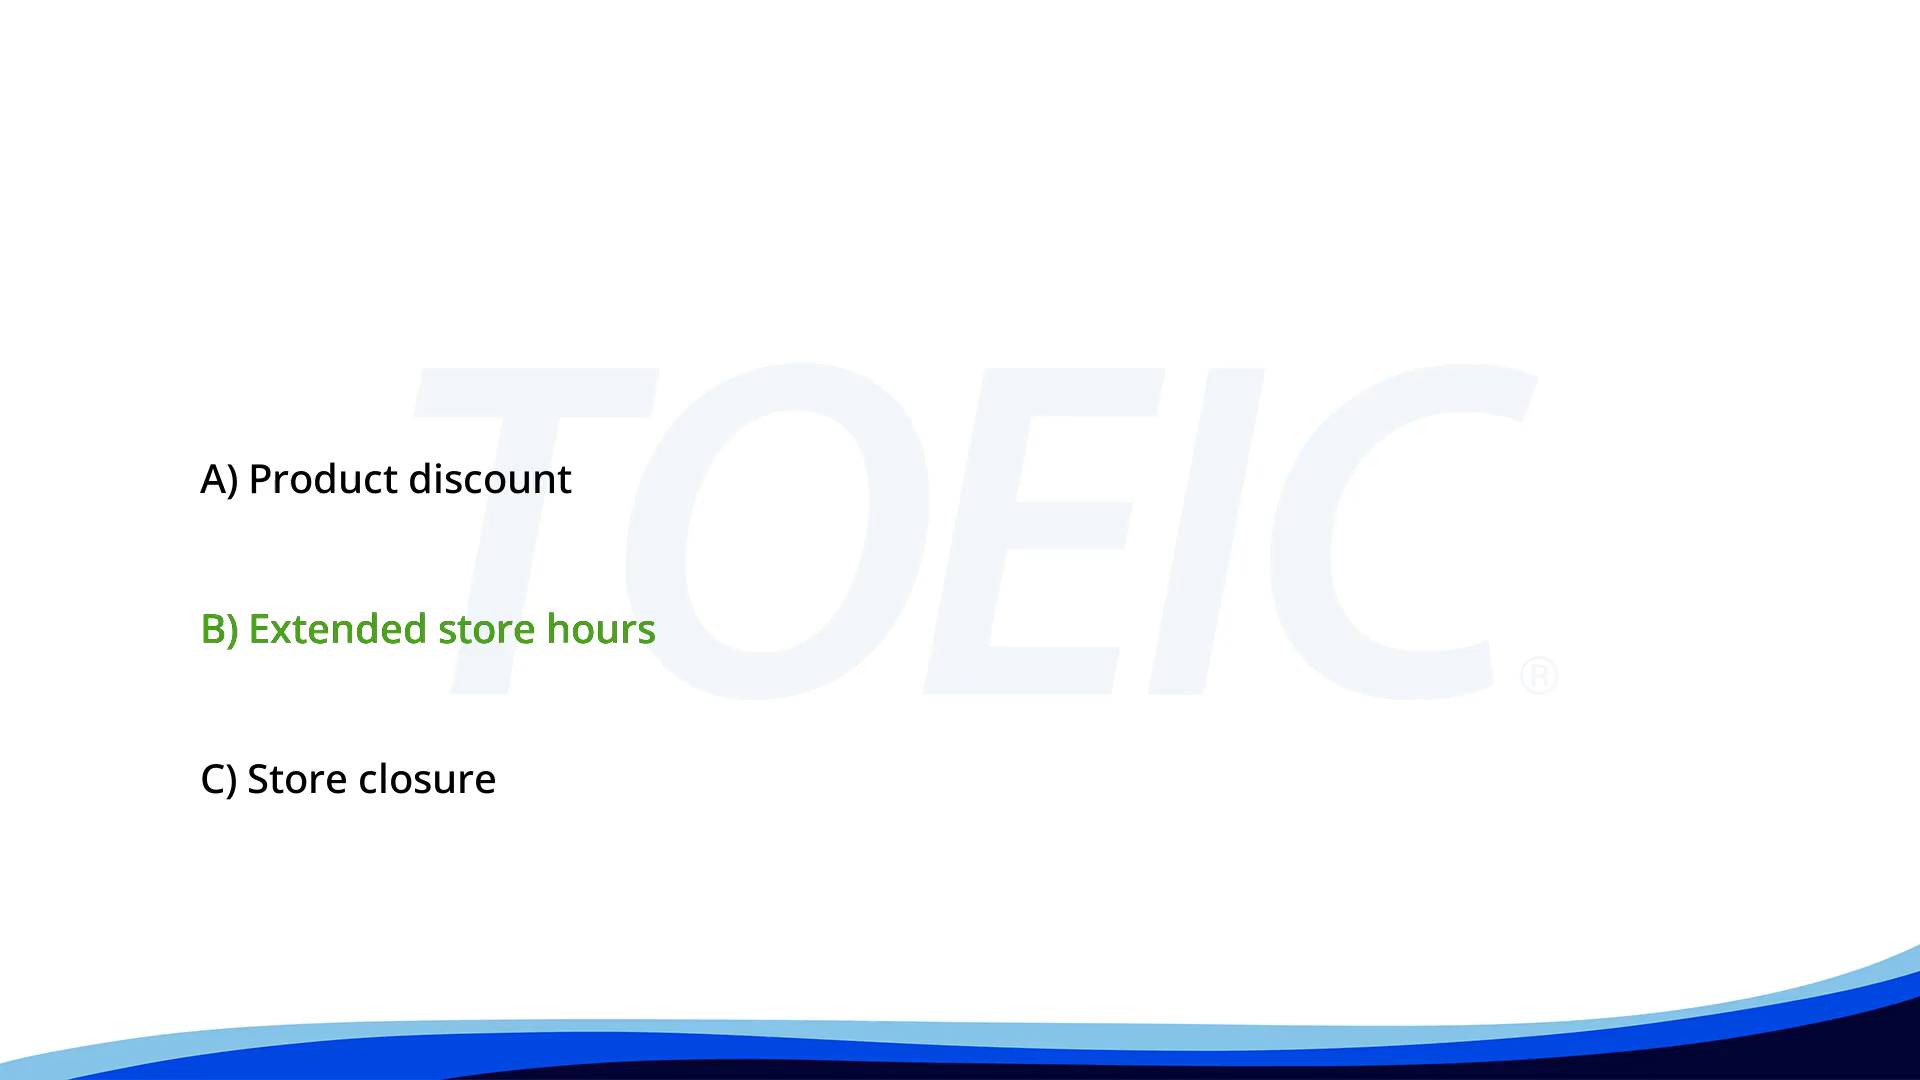 TOEIC®
A) Product discount
B) Extended store hours
C) Store closure